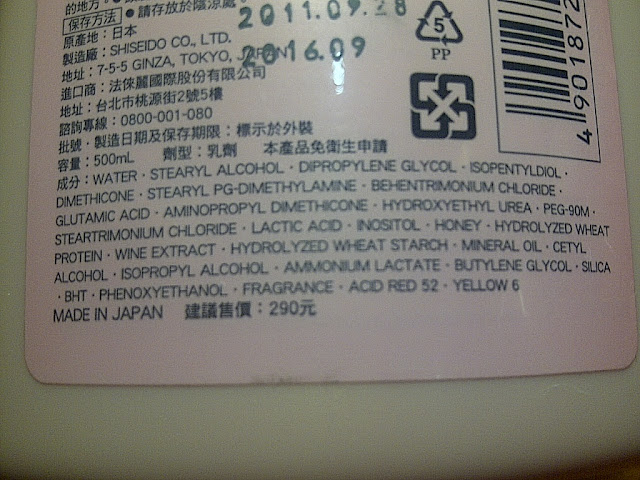 的地方。●
保存方法 ●請存放於陰涼處
2011.09.28
原產地：日本
製造廠：SHISEIDO CO., LTD.
2016.09
地址：7-5-5 GINZA, TOKYO, JAPAN
進口商：法徠麗國際股份有限公司
地址：台北市桃源街2號5樓
諮詢專線：0800-001-080
批號、製造日期及保存期限：標示於外裝
容量：500mL 劑型：乳劑 本產品免衛生申請
成分：WATER・STEARYL ALCOHOL・DIPROPYLENE GLYCOL・ISOPENTYLDIOL・
DIMETHICONE・STEARYL PG-DIMETHYLAMINE・BEHENTRIMONIUM CHLORIDE・
GLUTAMIC ACID・AMINOPROPYL DIMETHICONE・HYDROXYETHYL UREA・PEG-90M・
STEARTRIMONIUM CHLORIDE・LACTIC ACID・INOSITOL・HONEY・HYDROLYZED WHEAT
PROTEIN・WINE EXTRACT・HYDROLYZED WHEAT STARCH・MINERAL OIL・CETYL
ALCOHOL・ISOPROPYL ALCOHOL・AMMONIUM LACTATE・BUTYLENE GLYCOL・SILICA
・BHT・PHENOXYETHANOL・FRAGRANCE・ACID RED 52・YELLOW 6
MADE IN JAPAN 建議售價：290元
5
PP
4 901872